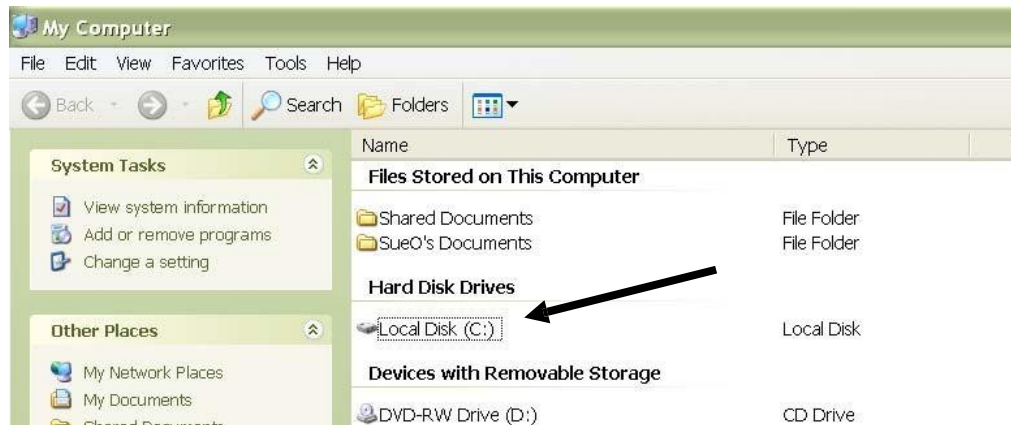 My Computer
File Edit View Favorites Tools Help
Back Search Folders
Name Type
System Tasks
View system information
Add or remove programs
Change a setting
Other Places
My Network Places
My Documents
Shared Documents
Files Stored on This Computer
Shared Documents File Folder
SueO's Documents File Folder
Hard Disk Drives
Local Disk (C:) Local Disk
Devices with Removable Storage
DVD-RW Drive (D:) CD Drive